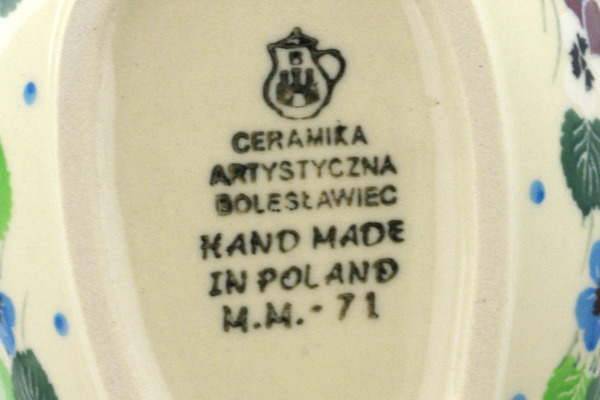 CERAMIKA
ARTYSTYCZNA
BOLESŁAWIEC
HAND MADE
IN POLAND
M.M.-71